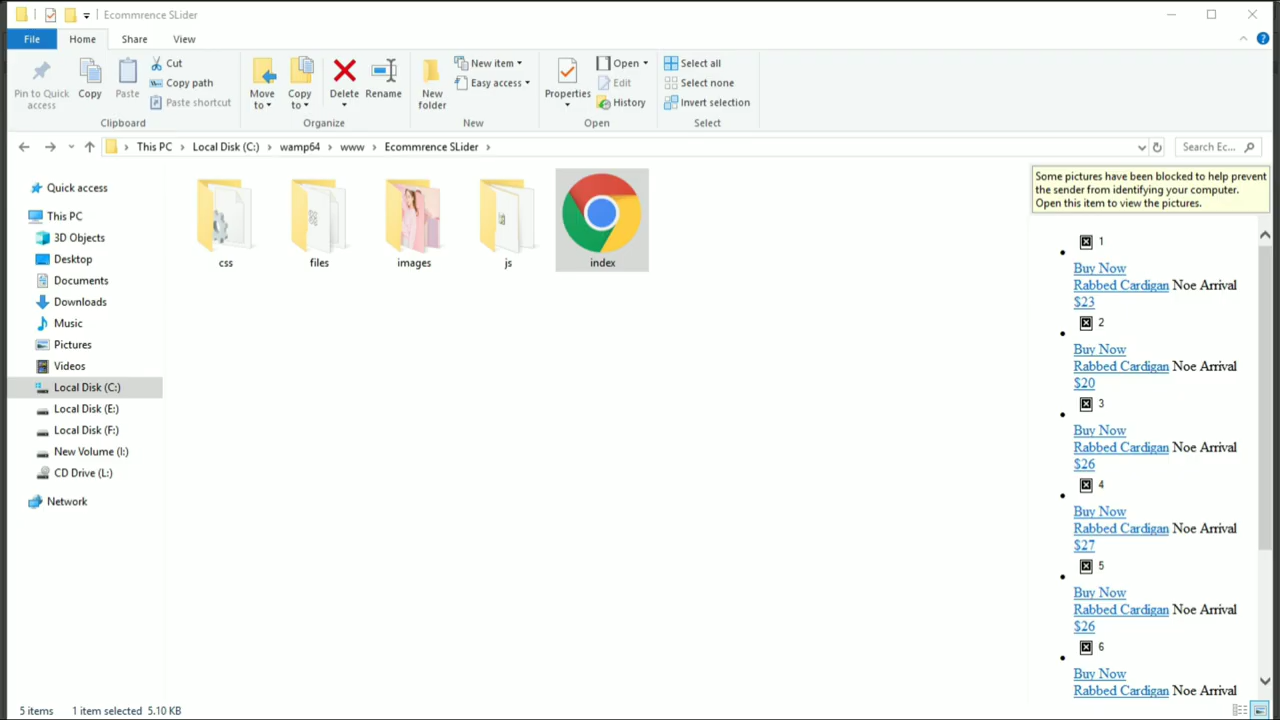 Ecommrence SLider
File
Home
Share
View
Pin to Quick
access
Copy
Paste
Cut
Copy path
Paste shortcut
Clipboard
Move
to
Copy
to
Delete
Rename
Organize
New
folder
New item
Easy access
New
Properties
Open
Edit
History
Open
Select all
Select none
Invert selection
Select
This PC
Local Disk (C:)
wamp64
www
Ecommrence SLider
Search Ec...
Quick access
This PC
3D Objects
Desktop
Documents
Downloads
Music
Pictures
Videos
Local Disk (C:)
Local Disk (E:)
Local Disk (F:)
New Volume (I:)
CD Drive (L:)
Network
css
files
images
js
index
Some pictures have been blocked to help prevent
the sender from identifying your computer.
Open this item to view the pictures.
1
Buy Now
Rabbed Cardigan Noe Arrival
$23
2
Buy Now
Rabbed Cardigan Noe Arrival
$20
3
Buy Now
Rabbed Cardigan Noe Arrival
$26
4
Buy Now
Rabbed Cardigan Noe Arrival
$27
5
Buy Now
Rabbed Cardigan Noe Arrival
$26
6
Buy Now
Rabbed Cardigan Noe Arrival
5 items
1 item selected 5.10 KB